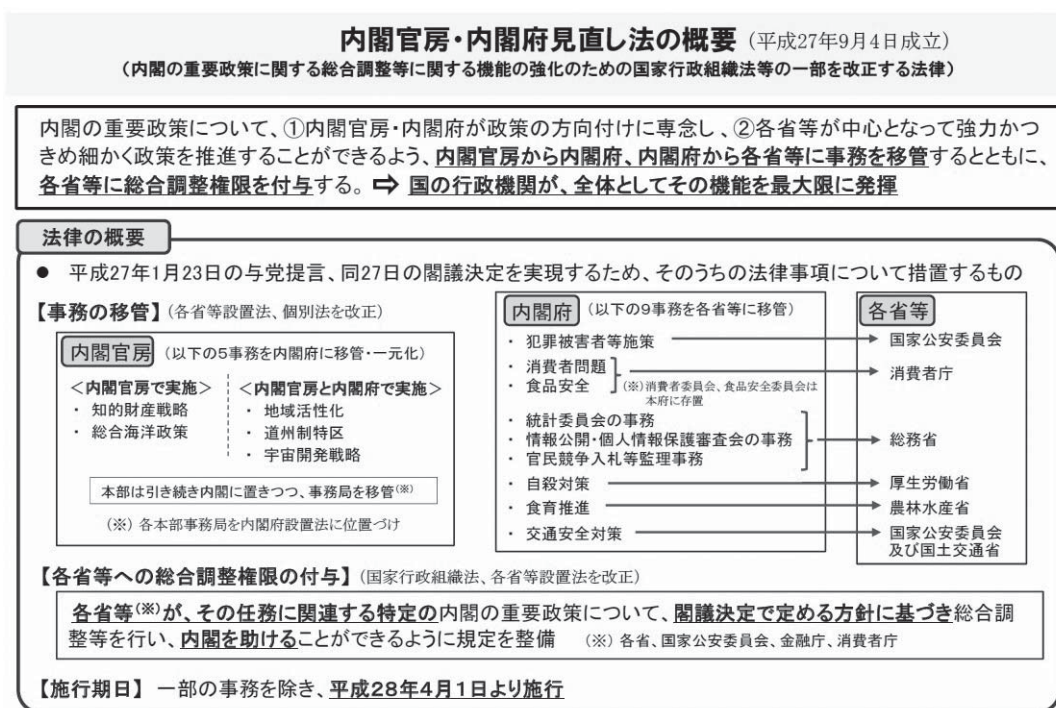 内閣官房・内閣府見直し法の概要（平成27年9月4日成立）
（内閣の重要政策に関する総合調整等に関する機能の強化のための国家行政組織法等の一部を改正する法律）
内閣の重要政策について、①内閣官房・内閣府が政策の方向付けに専念し、②各省等が中心となって強力かつ
きめ細かく政策を推進することができるよう、内閣官房から内閣府、内閣府から各省等に事務を移管するとともに、
各省等に総合調整権限を付与する。⇨ 国の行政機関が、全体としてその機能を最大限に発揮
法律の概要
● 平成27年1月23日の与党提言、同27日の閣議決定を実現するため、そのうちの法律事項について措置するもの
【事務の移管】（各省等設置法、個別法を改正）
内閣官房（以下の5事務を内閣府に移管・一元化）
＜内閣官房で実施＞
・ 知的財産戦略
・ 総合海洋政策
＜内閣官房と内閣府で実施＞
・ 地域活性化
・ 道州制特区
・ 宇宙開発戦略
本部は引き続き内閣に置きつつ、事務局を移管(※)
（※）各本部事務局を内閣府設置法に位置づけ
内閣府（以下の9事務を各省等に移管）
・ 犯罪被害者等施策
・ 消費者問題
・ 食品安全
（※）消費者委員会、食品安全委員会は
本府に存置
・ 統計委員会の事務
・ 情報公開・個人情報保護審査会の事務
・ 官民競争入札等監理事務
・ 自殺対策
・ 食育推進
・ 交通安全対策
各省等
国家公安委員会
消費者庁
総務省
厚生労働省
農林水産省
国家公安委員会
及び国土交通省
【各省等への総合調整権限の付与】（国家行政組織法、各省等設置法を改正）
各省等(※)が、その任務に関連する特定の内閣の重要政策について、閣議決定で定める方針に基づき総合調
整等を行い、内閣を助けることができるように規定を整備 （※）各省、国家公安委員会、金融庁、消費者庁
【施行期日】 一部の事務を除き、平成28年4月1日より施行